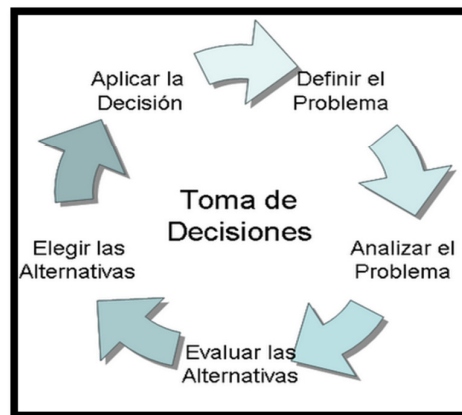 Toma de
Decisiones
Definir el
Problema
Analizar el
Problema
Evaluar las
Alternativas
Elegir las
Alternativas
Aplicar la
Decisión